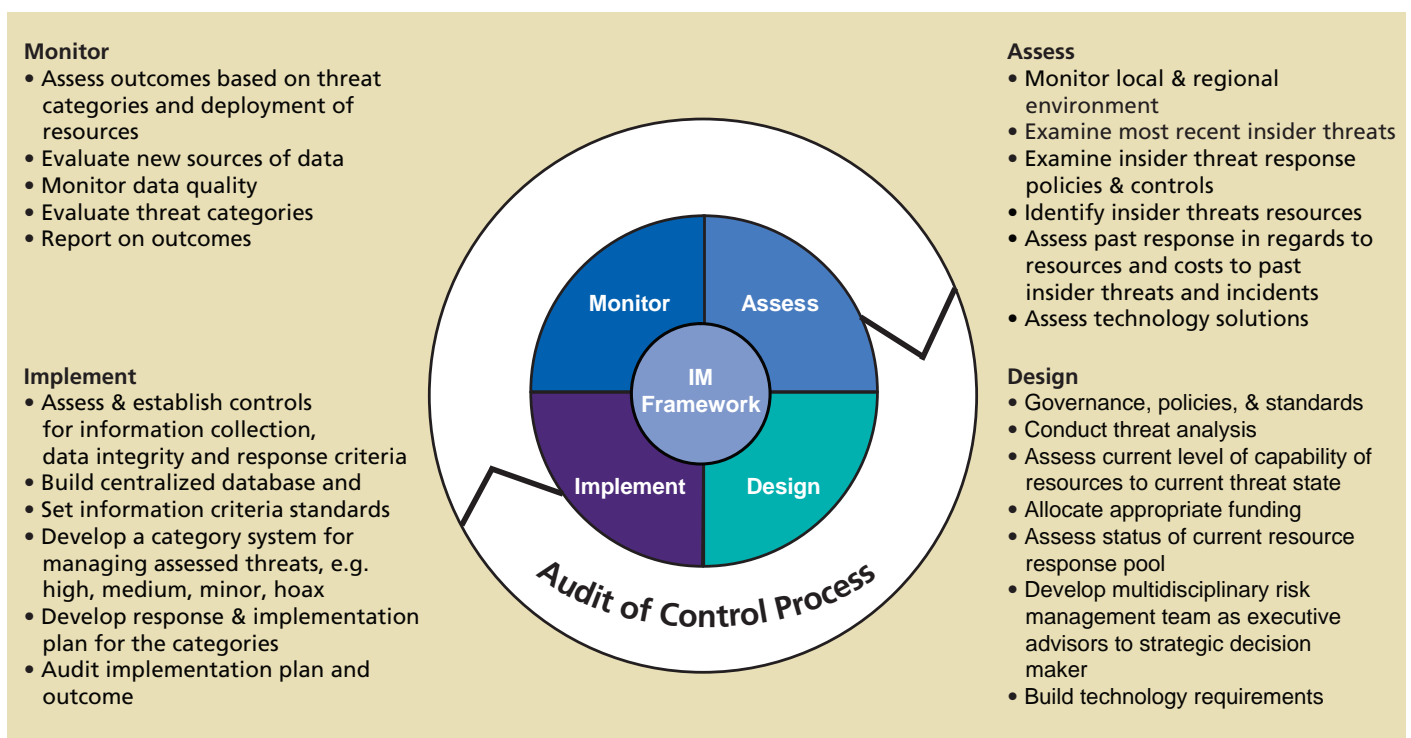 Monitor
• Assess outcomes based on threat
categories and deployment of
resources
• Evaluate new sources of data
• Monitor data quality
• Evaluate threat categories
• Report on outcomes
Implement
• Assess & establish controls
for information collection,
data integrity and response criteria
• Build centralized database and
• Set information criteria standards
• Develop a category system for
managing assessed threats, e.g.
high, medium, minor, hoax
• Develop response & implementation
plan for the categories
• Audit implementation plan and
outcome
Monitor
Assess
IM
Framework
Implement
Design
Audit of Control Process
Assess
• Monitor local & regional
environment
• Examine most recent insider threats
• Examine insider threat response
policies & controls
• Identify insider threats resources
• Assess past response in regards to
resources and costs to past
insider threats and incidents
• Assess technology solutions
Design
• Governance, policies, & standards
• Conduct threat analysis
• Assess current level of capability of
resources to current threat state
• Allocate appropriate funding
• Assess status of current resource
response pool
• Develop multidisciplinary risk
management team as executive
advisors to strategic decision
maker
• Build technology requirements